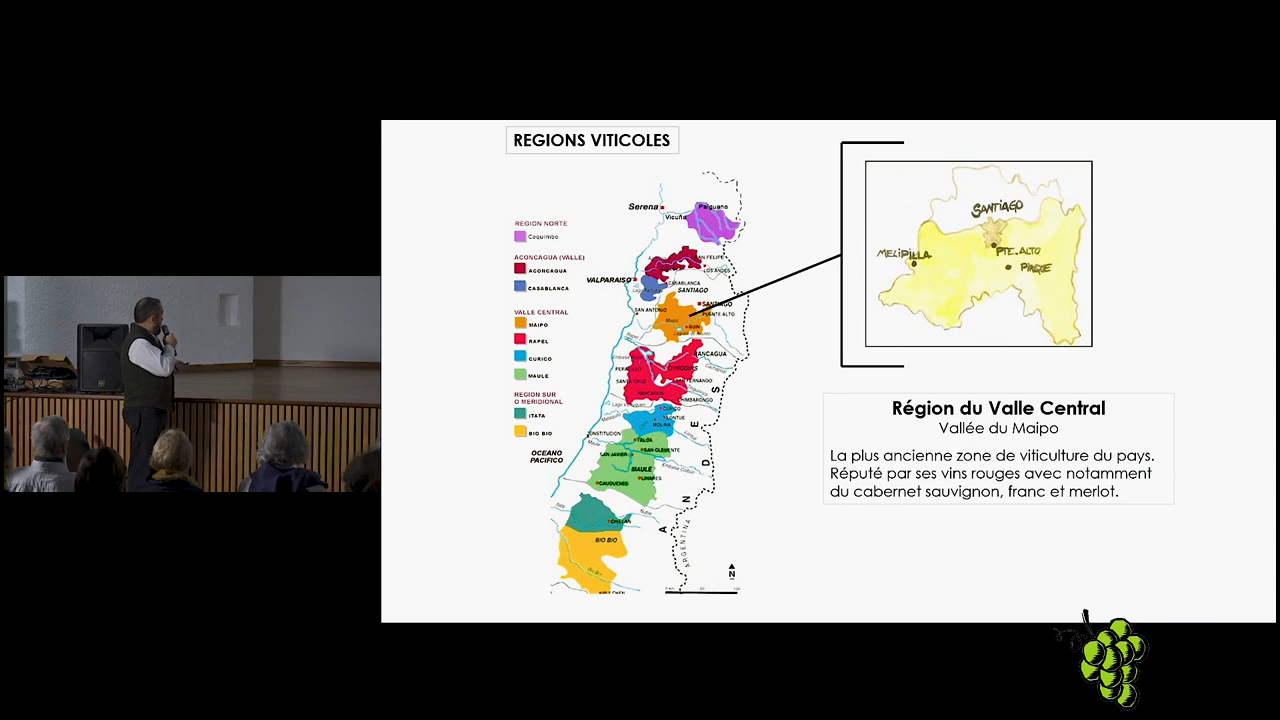 REGIONS VITICOLES
REGION NORTE
Coquimbo
ACONCAGUA (VALLE)
ACONCAGUA
CASABLANCA
VALLE CENTRAL
MAIPO
RAPEL
CURICO
MAULE
REGION SUR
O MERIDIONAL
ITATA
BIO BIO
Serena
Vicuña
Paiguano
SAN FELIPE
LOS ANDES
VALPARAISO
CASABLANCA
SANTIAGO
SANTIAGO
SAN ANTONIO
PUENTE ALTO
Maipo
BUIN
RANCAGUA
PERALILLO
SANTA CRUZ
SAN FERNANDO
CHIMBARONGO
CURICO
MOLINA
CONSTITUCION
TALCA
SAN CLEMENTE
SAN JAVIER
MAULE
LINARES
CAUQUENES
OCEANO
PACIFICO
CHILLAN
BIO BIO
A N D E S
ARGENTINA
N
SANTIAGO
MELIPILLA
PTE. ALTO
PIRQUE
Région du Valle Central
Vallée du Maipo
La plus ancienne zone de viticulture du pays.
Réputé par ses vins rouges avec notamment
du cabernet sauvignon, franc et merlot.